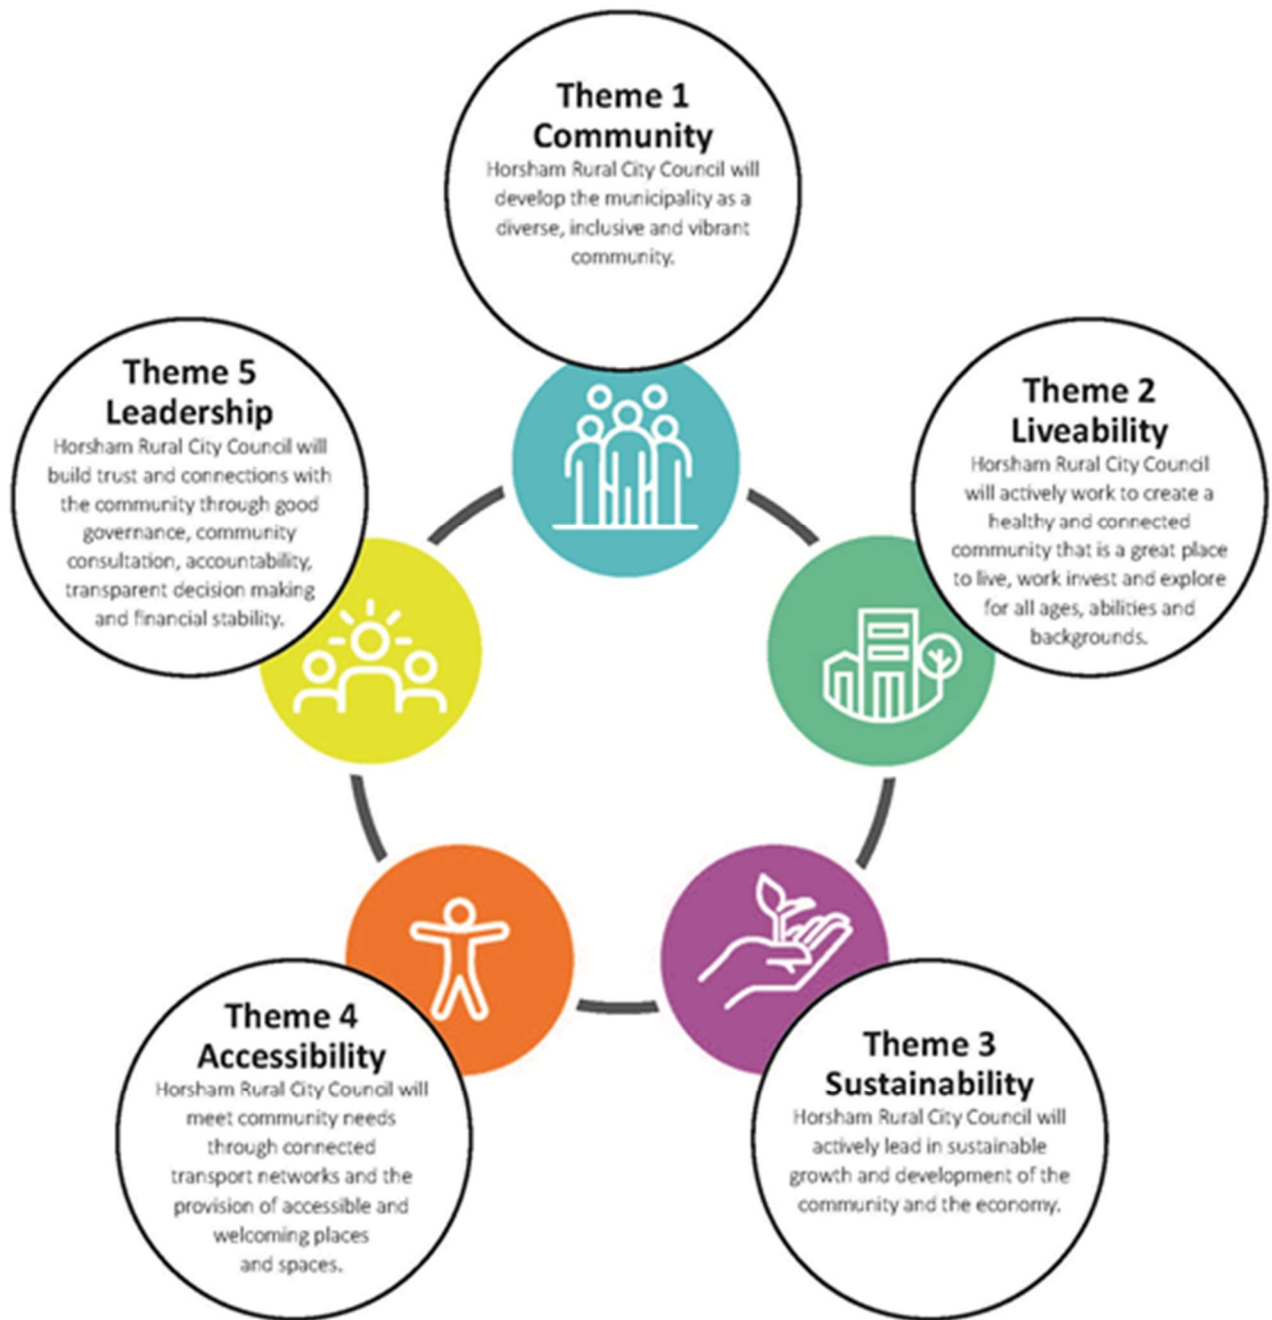 Theme 1
Community
Horsham Rural City Council will
develop the municipality as a
diverse, inclusive and vibrant
community.
Theme 2
Liveability
Horsham Rural City Council
will actively work to create a
healthy and connected
community that is a great place
to live, work invest and explore
for all ages, abilities and
backgrounds.
Theme 3
Sustainability
Horsham Rural City Council will
actively lead in sustainable
growth and development of the
community and the economy.
Theme 4
Accessibility
Horsham Rural City Council will
meet community needs
through connected
transport networks and the
provision of accessible and
welcoming places
and spaces.
Theme 5
Leadership
Horsham Rural City Council will
build trust and connections with
the community through good
governance, community
consultation, accountability,
transparent decision making
and financial stability.